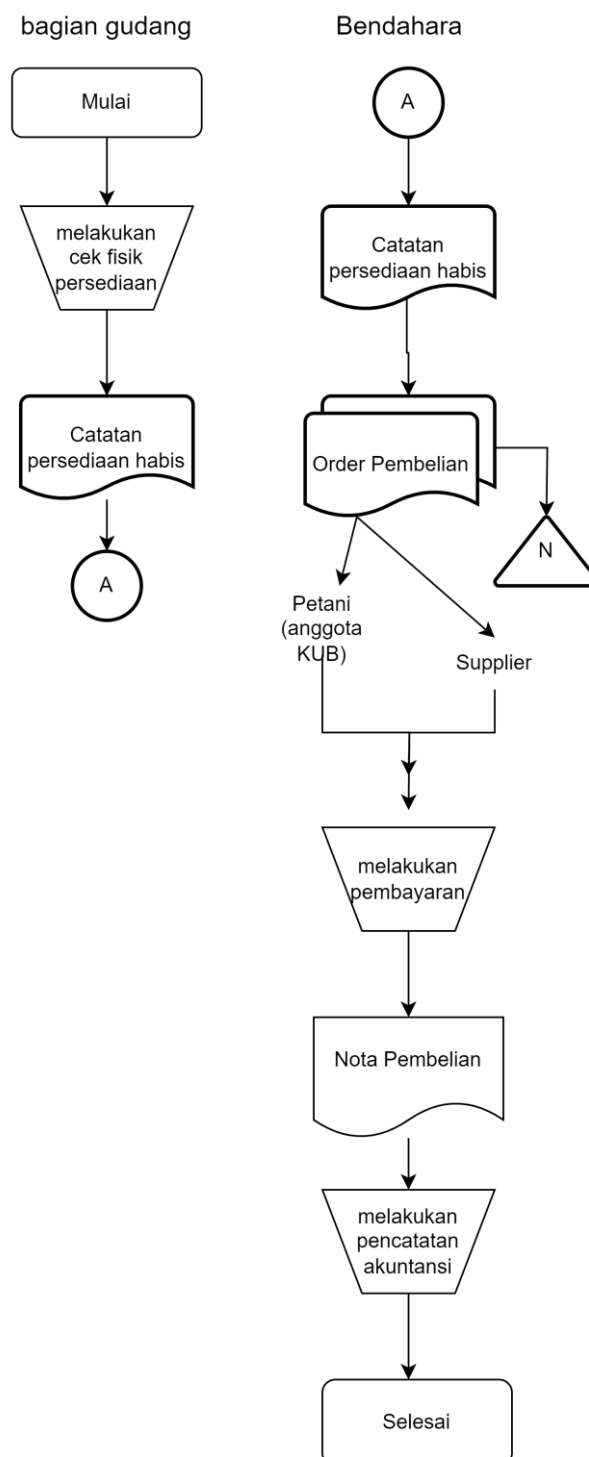 bagian gudang
Mulai
melakukan
cek fisik
persediaan
Catatan
persediaan habis
A
Bendahara
A
Catatan
persediaan habis
Order Pembelian
N
Petani
(anggota
KUB)
Supplier
melakukan
pembayaran
Nota Pembelian
melakukan
pencatatan
akuntansi
Selesai